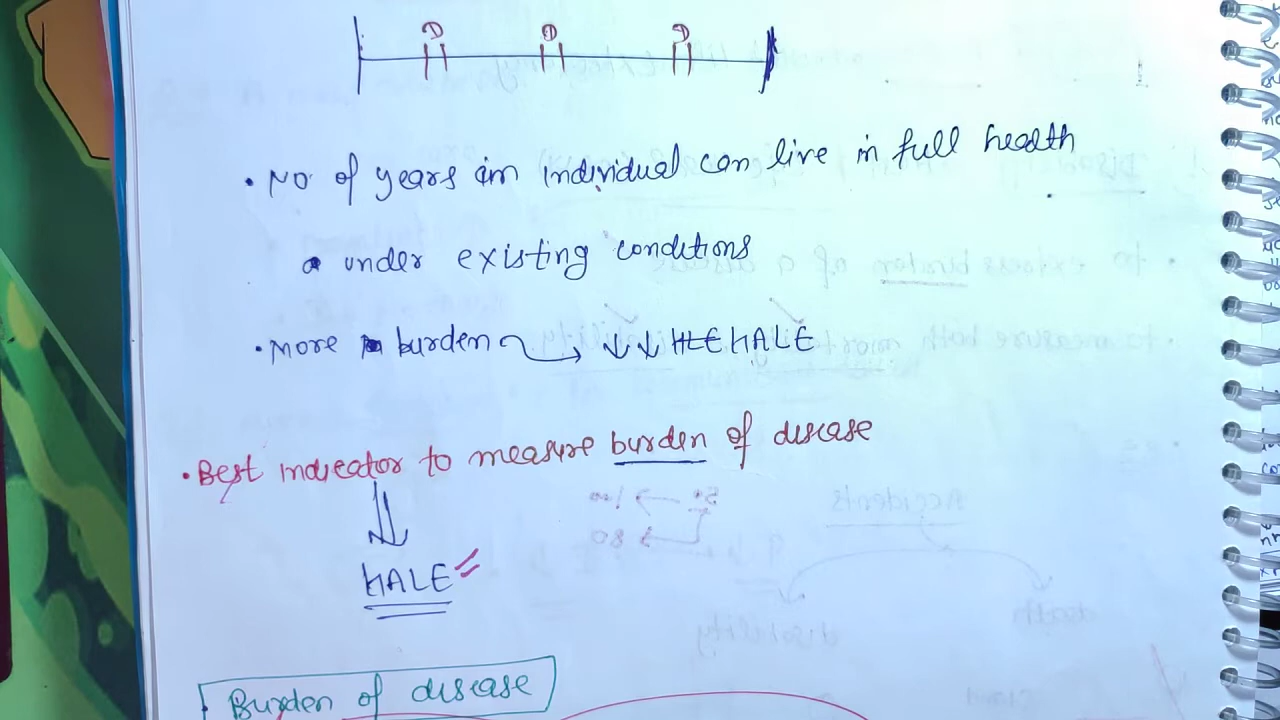 D D D
• No of years an individual can live in full health
under existing conditions
• More burden → ↓↓ HALE
• Best indicator to measure burden of disease
HALE
Burden of disease